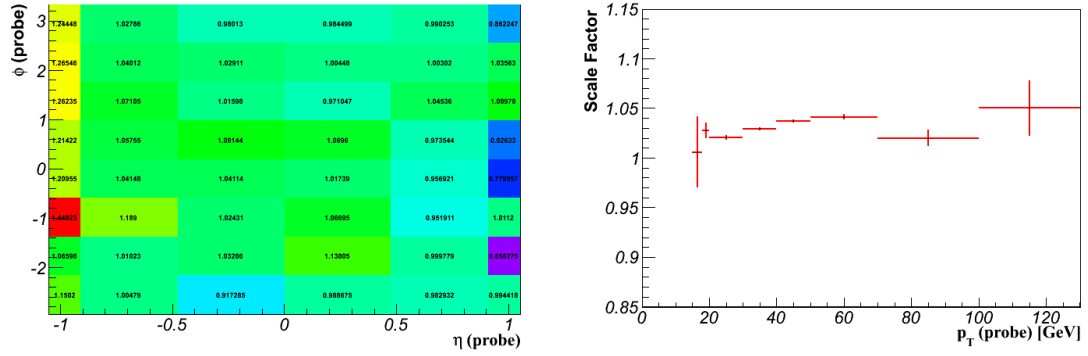 φ (probe)
3
2
1
0
-1
-2
1.24448 1.02786 0.98013 0.984499 0.990253 0.862247
1.26546 1.04012 1.02911 1.00448 1.00302 1.03563
1.26235 1.07105 1.01598 0.971047 1.04536 1.08976
1.21422 1.05755 1.08144 1.0896 0.973544 0.82633
1.20955 1.04148 1.04114 1.01739 0.956921
1.189 1.02431 1.06695 0.951911 1.0112
1.06598 1.01023 1.03286 1.13805 0.999779 0.658275
1.1502 1.00479 0.917285 0.989675 0.982932 0.994418
-1 -0.5 0 0.5 1
η (probe)
Scale Factor
1.15
1.1
1.05
1
0.95
0.9
0.85
0 20 40 60 80 100 120
p_T (probe) [GeV]